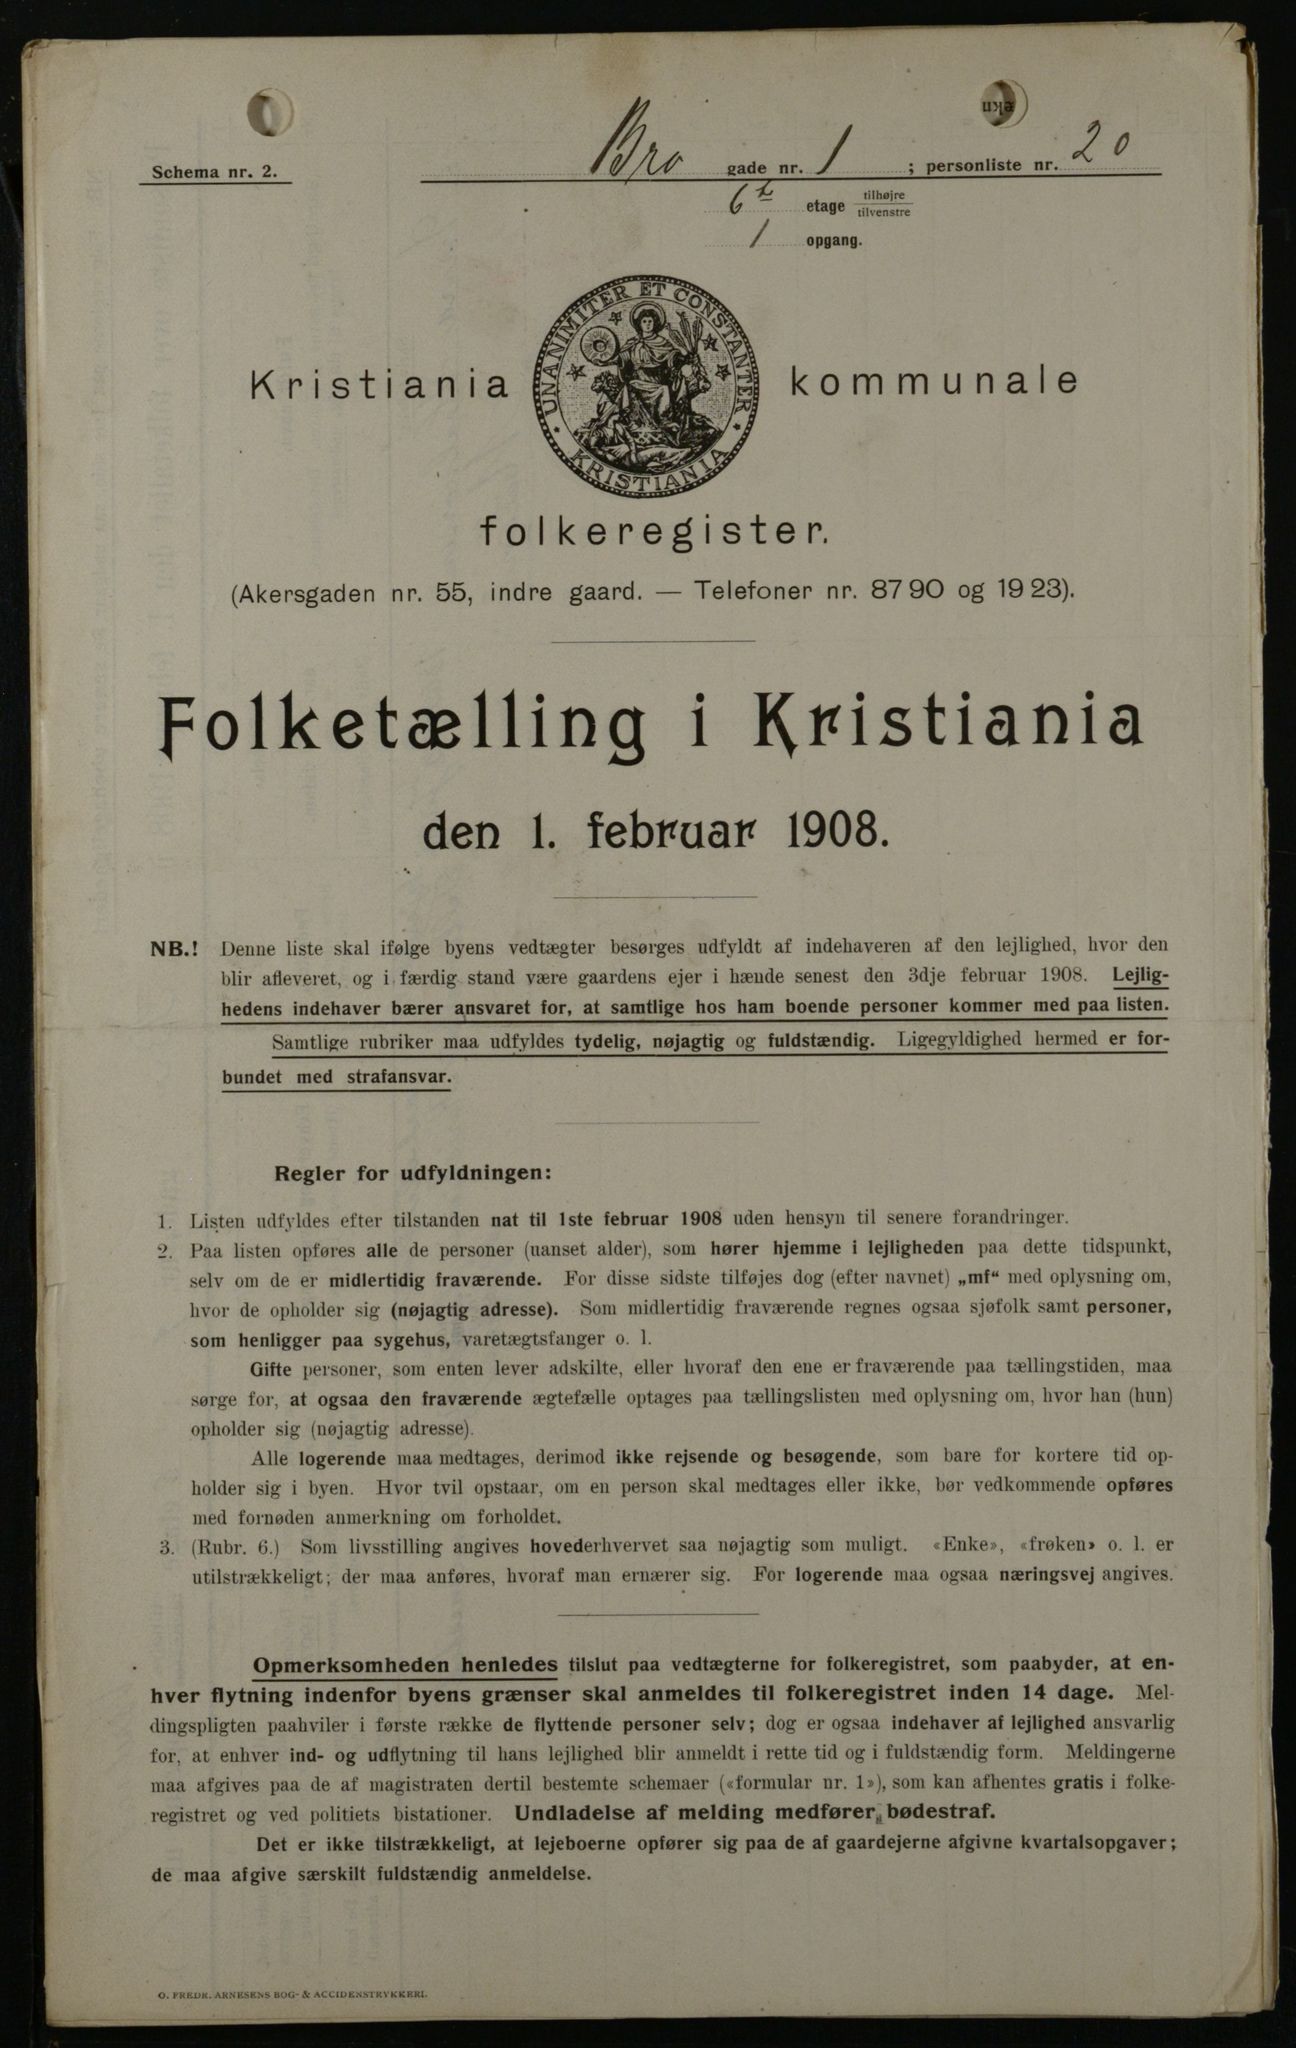 Schema nr. 2.
Bro gade nr. 1; personliste nr. 20
6te etage tilhøjre
tilvenstre
1 opgang.
ækn
UNANIMITER ET CONSTANTER
KRISTIANIA
Kristiania kommunale
folkeregister.
(Akersgaden nr. 55, indre gaard. — Telefoner nr. 8790 og 1923).
Folketælling i Kristiania
den 1. februar 1908.
NB.! Denne liste skal ifølge byens vedtægter besørges udfyldt af indehaveren af den lejlighed, hvor den
blir afleveret, og i færdig stand være gaardens ejer i hænde senest den 3dje februar 1908. Lejlig-
hedens indehaver bærer ansvaret for, at samtlige hos ham boende personer kommer med paa listen.
Samtlige rubriker maa udfyldes tydelig, nøjagtig og fuldstændig. Ligegyldighed hermed er for-
bundet med strafansvar.
Regler for udfyldningen:
1. Listen udfyldes efter tilstanden nat til 1ste februar 1908 uden hensyn til senere forandringer.
2. Paa listen opføres alle de personer (uanset alder), som hører hjemme i lejligheden paa dette tidspunkt,
selv om de er midlertidig fraværende. For disse sidste tilføjes dog (efter navnet) „mf“ med oplysning om,
hvor de opholder sig (nøjagtig adresse). Som midlertidig fraværende regnes ogsaa sjøfolk samt personer,
som henligger paa sygehus, varetægtsfanger o. l.
Gifte personer, som enten lever adskilte, eller hvoraf den ene er fraværende paa tællingstiden, maa
sørge for, at ogsaa den fraværende ægtefælle optages paa tællingslisten med oplysning om, hvor han (hun)
opholder sig (nøjagtig adresse).
Alle logerende maa medtages, derimod ikke rejsende og besøgende, som bare for kortere tid op-
holder sig i byen. Hvor tvil opstaar, om en person skal medtages eller ikke, bør vedkommende opføres
med fornøden anmerkning om forholdet.
3. (Rubr. 6.) Som livsstilling angives hovederhvervet saa nøjagtig som muligt. «Enke», «frøken» o. l. er
utilstrækkeligt; der maa anføres, hvoraf man ernærer sig. For logerende maa ogsaa næringsvej angives.
Opmerksomheden henledes tilslut paa vedtægterne for folkeregistret, som paabyder, at en-
hver flytning indenfor byens grænser skal anmeldes til folkeregistret inden 14 dage. Mel-
dingspligten paahviler i første række de flyttende personer selv; dog er ogsaa indehaver af lejlighed ansvarlig
for, at enhver ind- og udflytning til hans lejlighed blir anmeldt i rette tid og i fuldstændig form. Meldingerne
maa afgives paa de af magistraten dertil bestemte schemaer («formular nr. 1»), som kan afhentes gratis i folke-
registret og ved politiets bistationer. Undladelse af melding medfører bødestraf.
Det er ikke tilstrækkeligt, at lejeboerne opfører sig paa de af gaardejerne afgivne kvartalsopgaver;
de maa afgive særskilt fuldstændig anmeldelse.
O. FREDR. ARNESENS BOG- & ACCIDENSTRYKKERI.